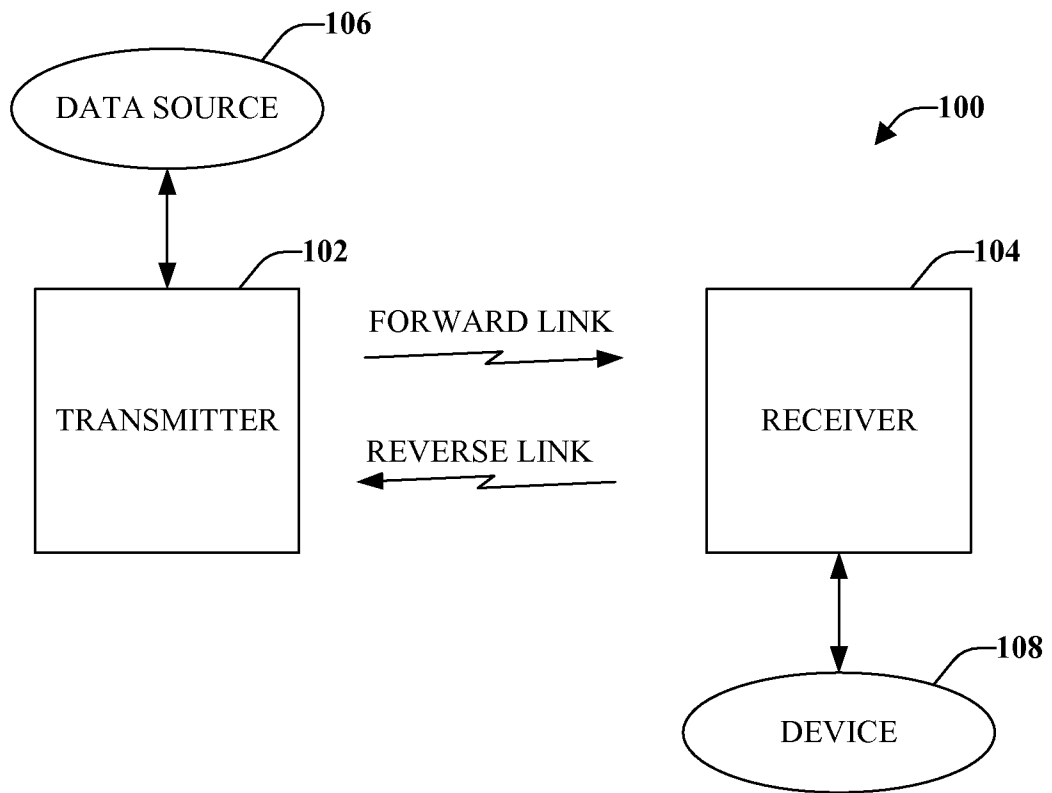 106
DATA SOURCE
100
102
104
FORWARD LINK
TRANSMITTER
RECEIVER
REVERSE LINK
108
DEVICE